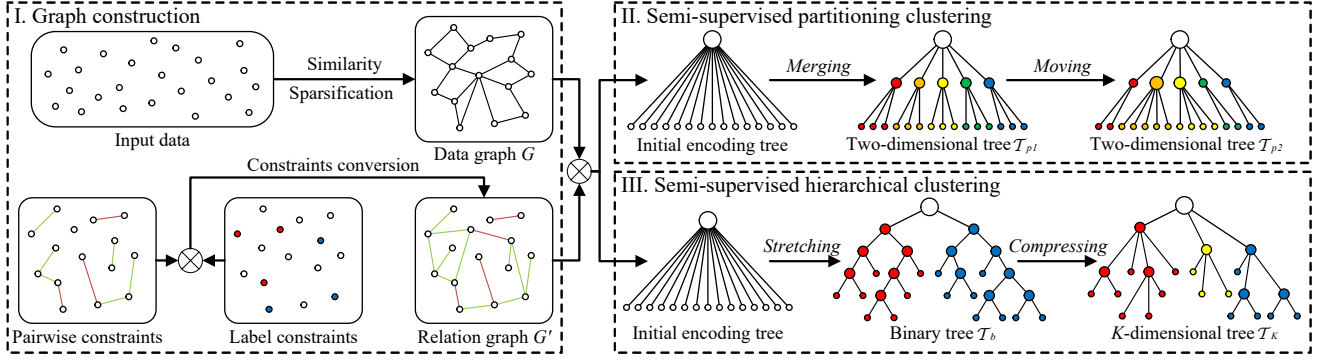 I. Graph construction
Input data
Similarity
Sparsification
Data graph G
Constraints conversion
Pairwise constraints
Label constraints
Relation graph G′
II. Semi-supervised partitioning clustering
Initial encoding tree
Merging
Two-dimensional tree 𝒯p1
Moving
Two-dimensional tree 𝒯p2
III. Semi-supervised hierarchical clustering
Initial encoding tree
Stretching
Binary tree 𝒯b
Compressing
K-dimensional tree 𝒯K